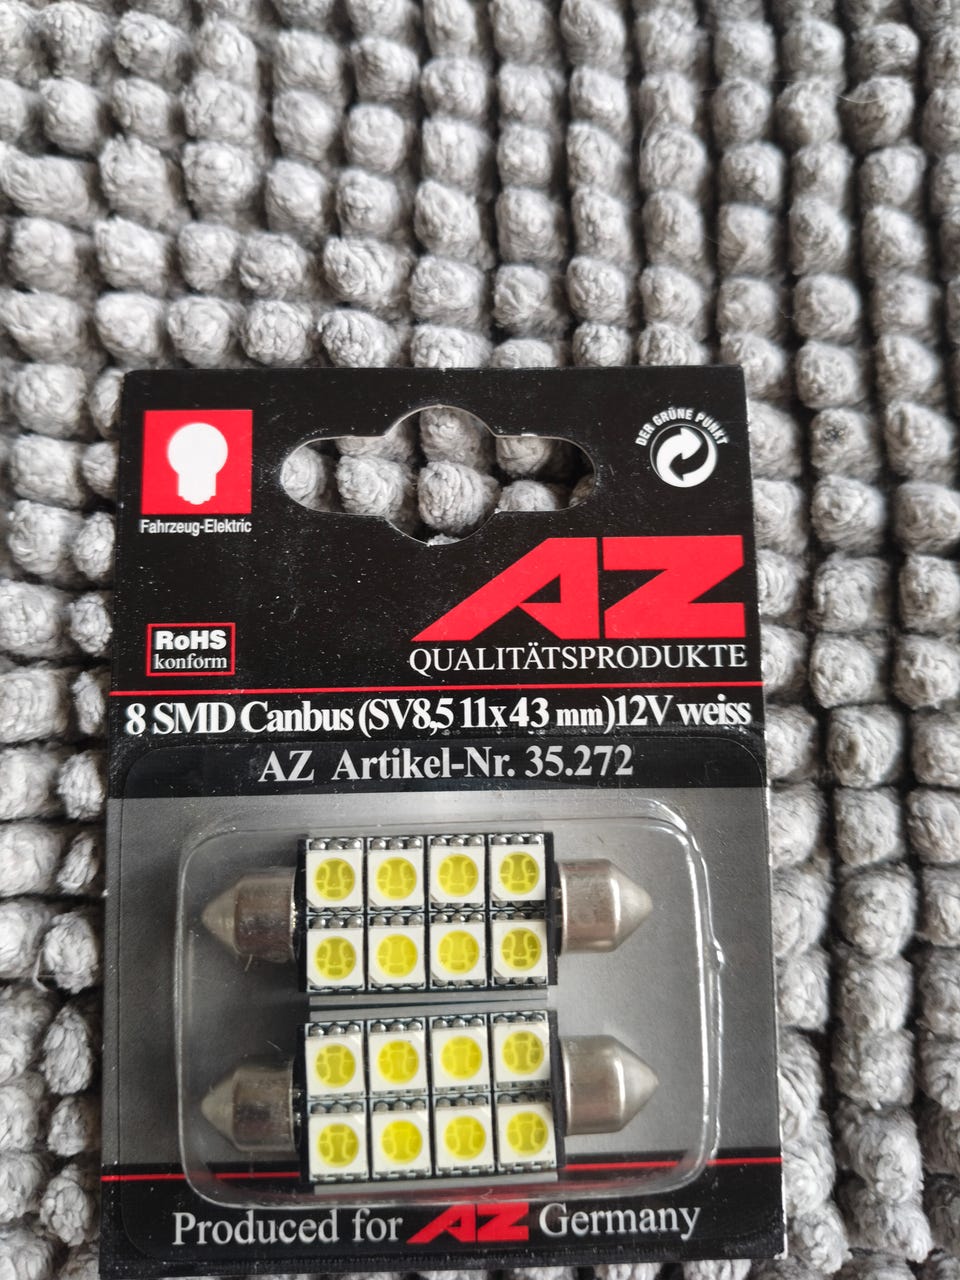 DER GRÜNE PUNKT
Fahrzeug-Elektric
AZ
RoHS
konform
QUALITÄTSPRODUKTE
8 SMD Canbus (SV8,5 11x43 mm)12V weiss
AZ Artikel-Nr. 35.272
Produced for AZ Germany